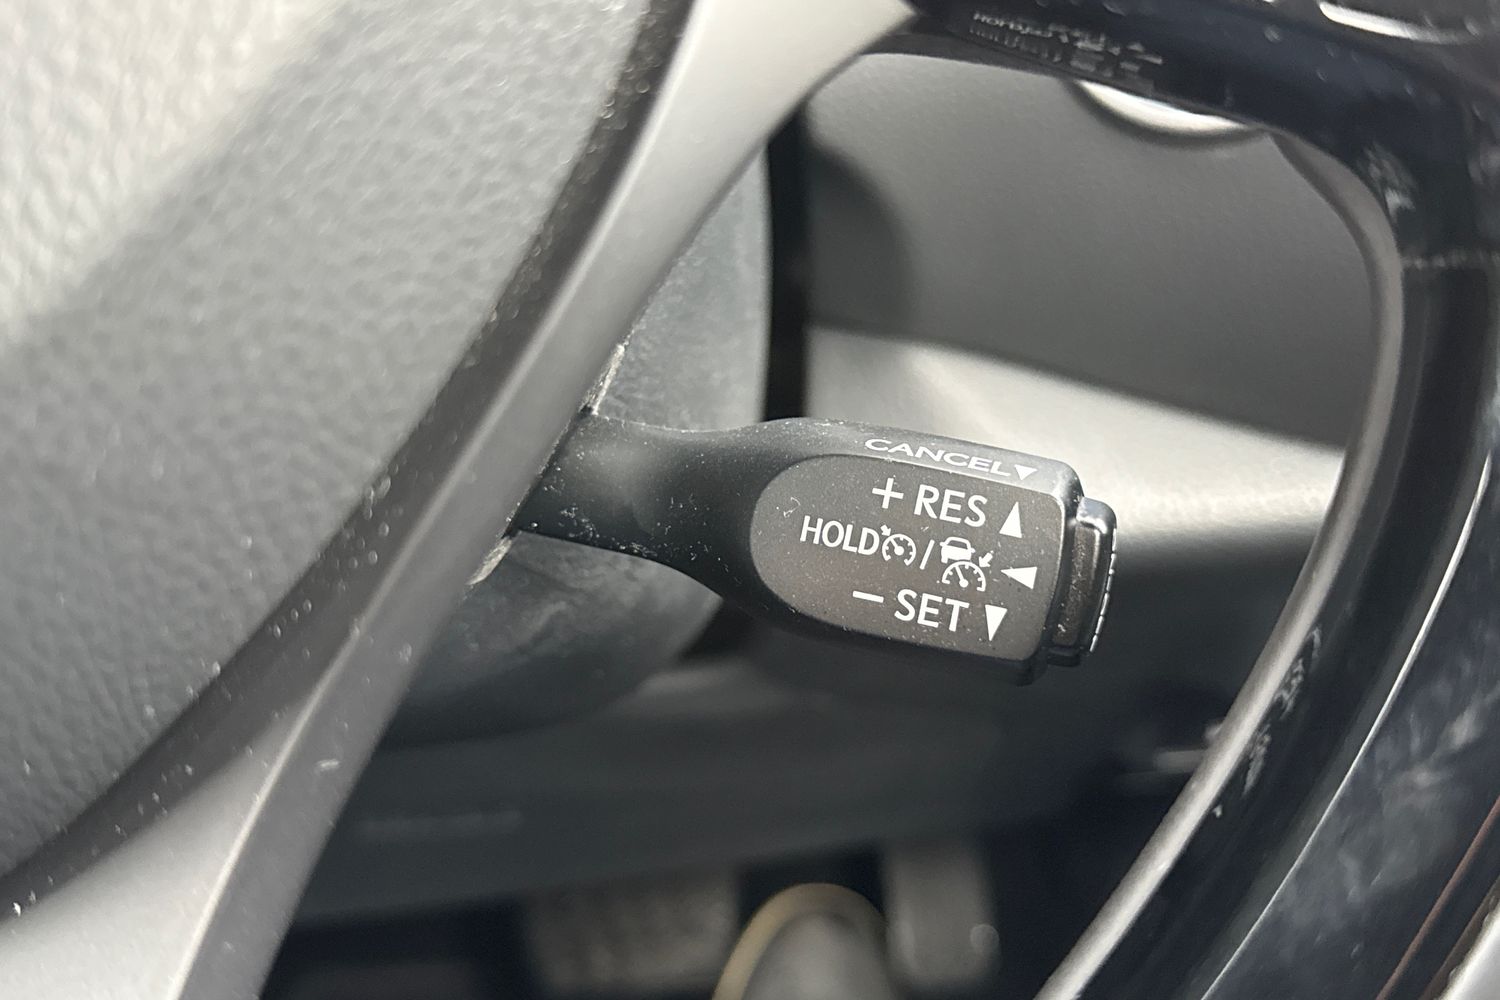 CANCEL▼
+ RES ▲
HOLD / ◀
− SET ▼